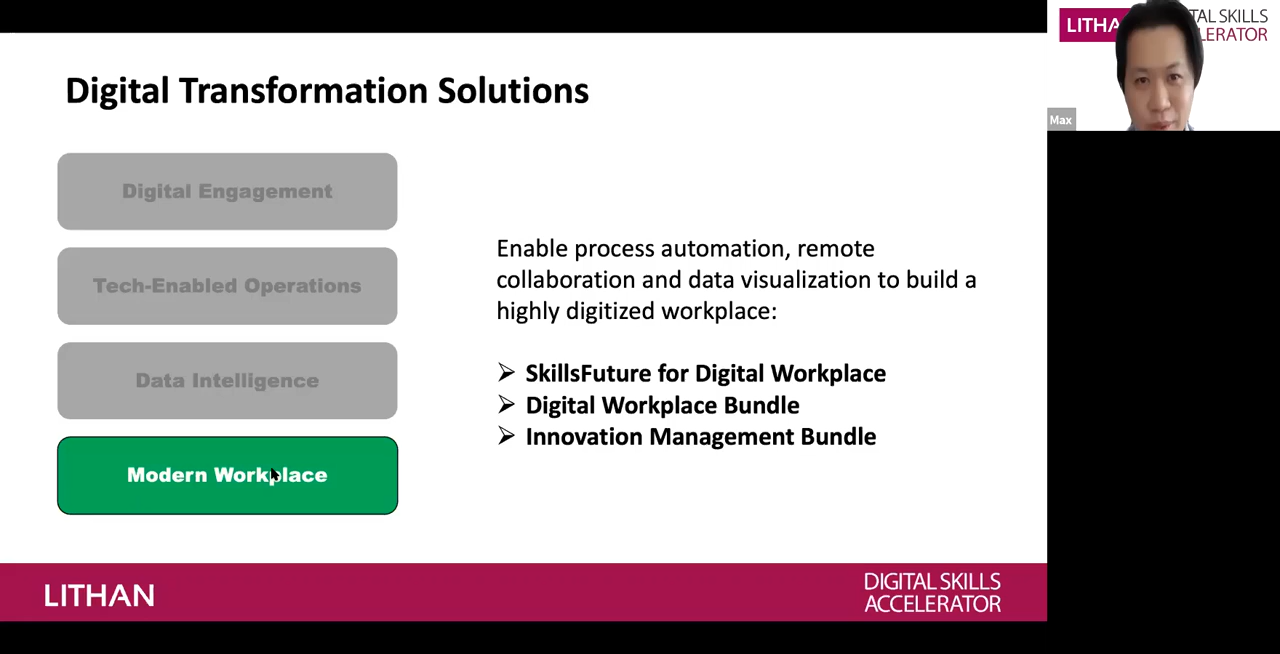 Digital Transformation Solutions
Digital Engagement
Tech-Enabled Operations
Data Intelligence
Modern Workplace
Enable process automation, remote
collaboration and data visualization to build a
highly digitized workplace:
SkillsFuture for Digital Workplace
Digital Workplace Bundle
Innovation Management Bundle
LITHAN
DIGITAL SKILLS
ACCELERATOR
SKILLS
Max